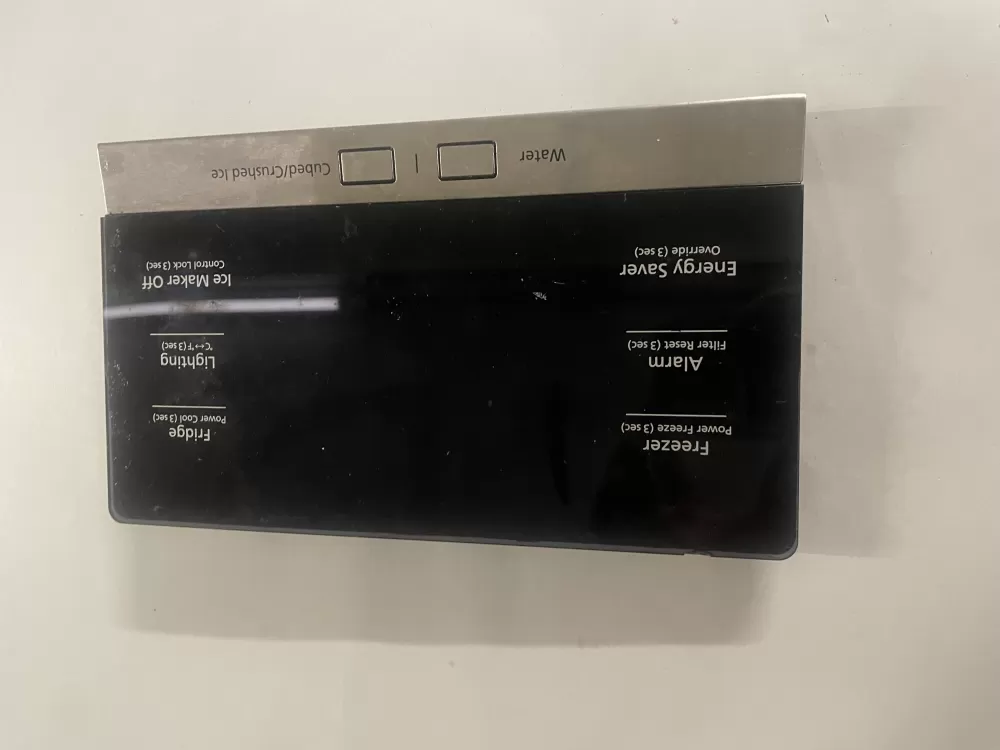 Freezer
Power Freeze (3 sec)
Alarm
Filter Reset (3 sec)
Energy Saver
Override (3 sec)
Fridge
Power Cool (3 sec)
Lighting
°C↔°F (3 sec)
Ice Maker Off
Control Lock (3 sec)
Water
Cubed/Crushed Ice